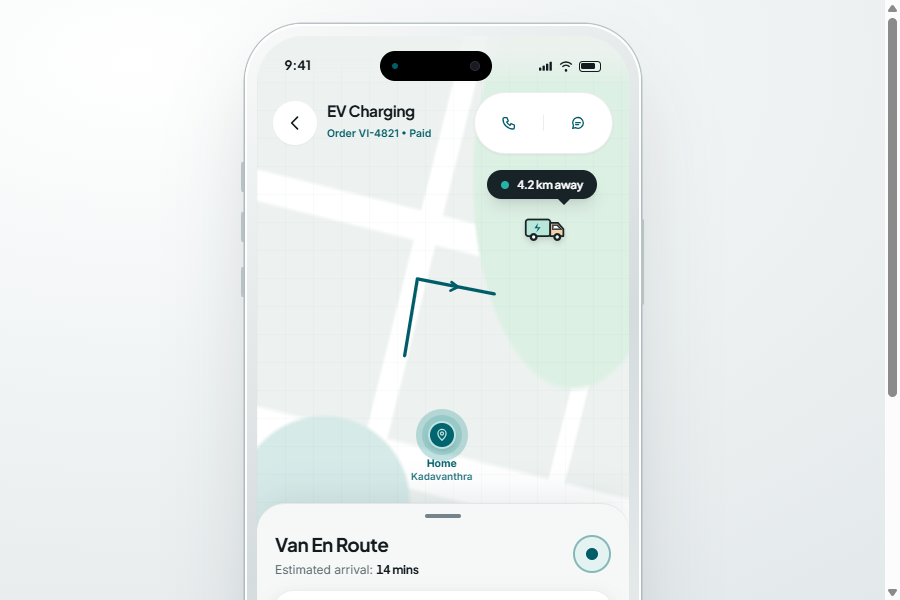 9:41
EV Charging
Order VI-4821 • Paid
4.2 km away
Home
Kadavanthra
Van En Route
Estimated arrival: 14 mins